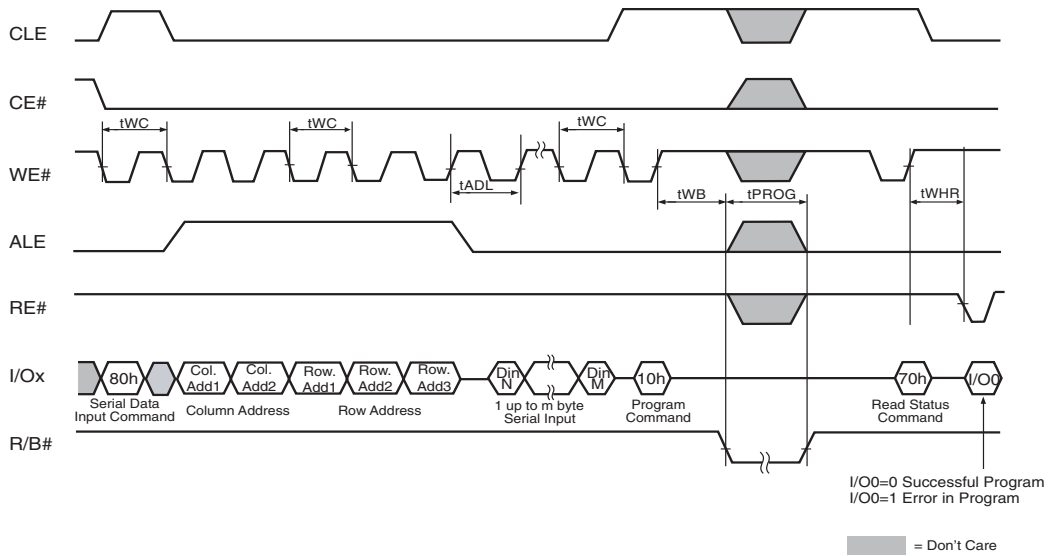 CLE
CE#
tWC
tWC
tWC
WE#
tADL
tWB
tPROG
tWHR
ALE
RE#
I/Ox
80h
Col.
Add1
Col.
Add2
Row.
Add1
Row.
Add2
Row.
Add3
Din
N
Din
M
10h
70h
I/O0
Serial Data
Input Command
Column Address
Row Address
1 up to m byte
Serial Input
Program
Command
Read Status
Command
R/B#
I/O0=0 Successful Program
I/O0=1 Error in Program
= Don't Care